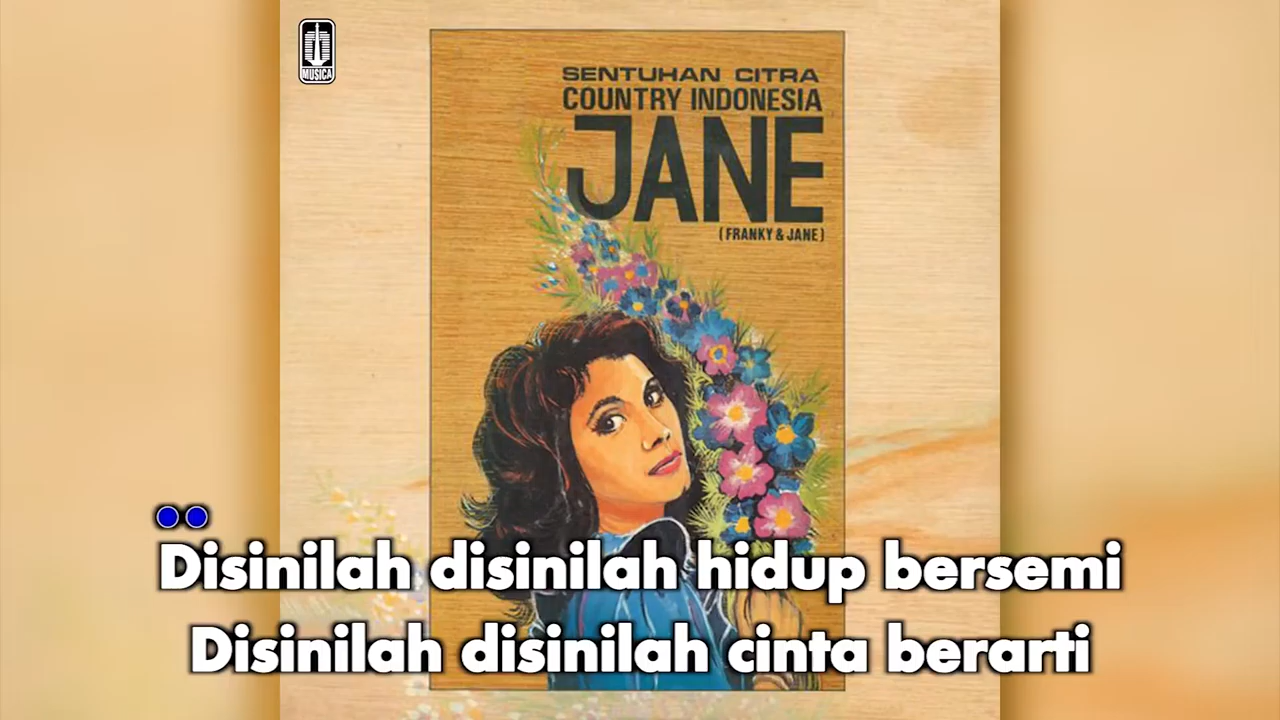 MUSICA
SENTUHAN CITRA
COUNTRY INDONESIA
JANE
(FRANKY & JANE)
Disinilah disinilah hidup bersemi
Disinilah disinilah cinta berarti